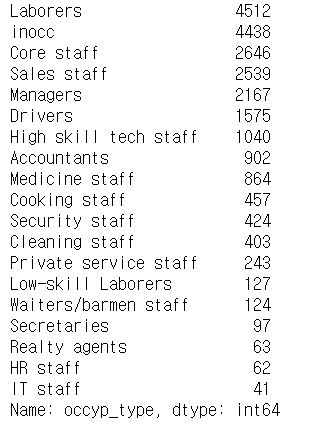 Laborers 4512
inocc 4438
Core staff 2646
Sales staff 2539
Managers 2167
Drivers 1575
High skill tech staff 1040
Accountants 902
Medicine staff 864
Cooking staff 457
Security staff 424
Cleaning staff 403
Private service staff 243
Low-skill Laborers 127
Waiters/barmen staff 124
Secretaries 97
Realty agents 63
HR staff 62
IT staff 41
Name: occyp_type, dtype: int64